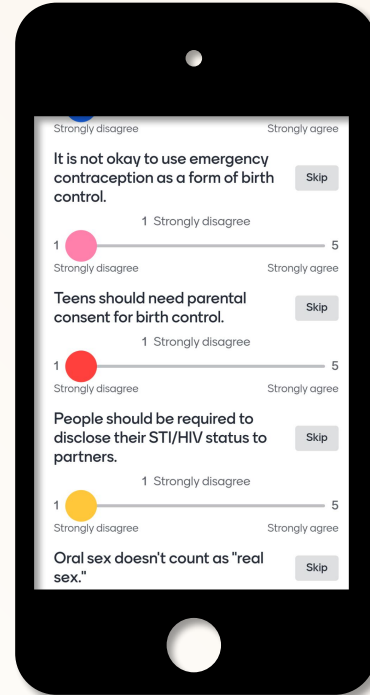 Strongly disagree Strongly agree
It is not okay to use emergency
contraception as a form of birth
control.
Skip
1 Strongly disagree
1 5
Strongly disagree Strongly agree
Teens should need parental
consent for birth control.
Skip
1 Strongly disagree
1 5
Strongly disagree Strongly agree
People should be required to
disclose their STI/HIV status to
partners.
Skip
1 Strongly disagree
1 5
Strongly disagree Strongly agree
Oral sex doesn't count as "real
sex."
Skip